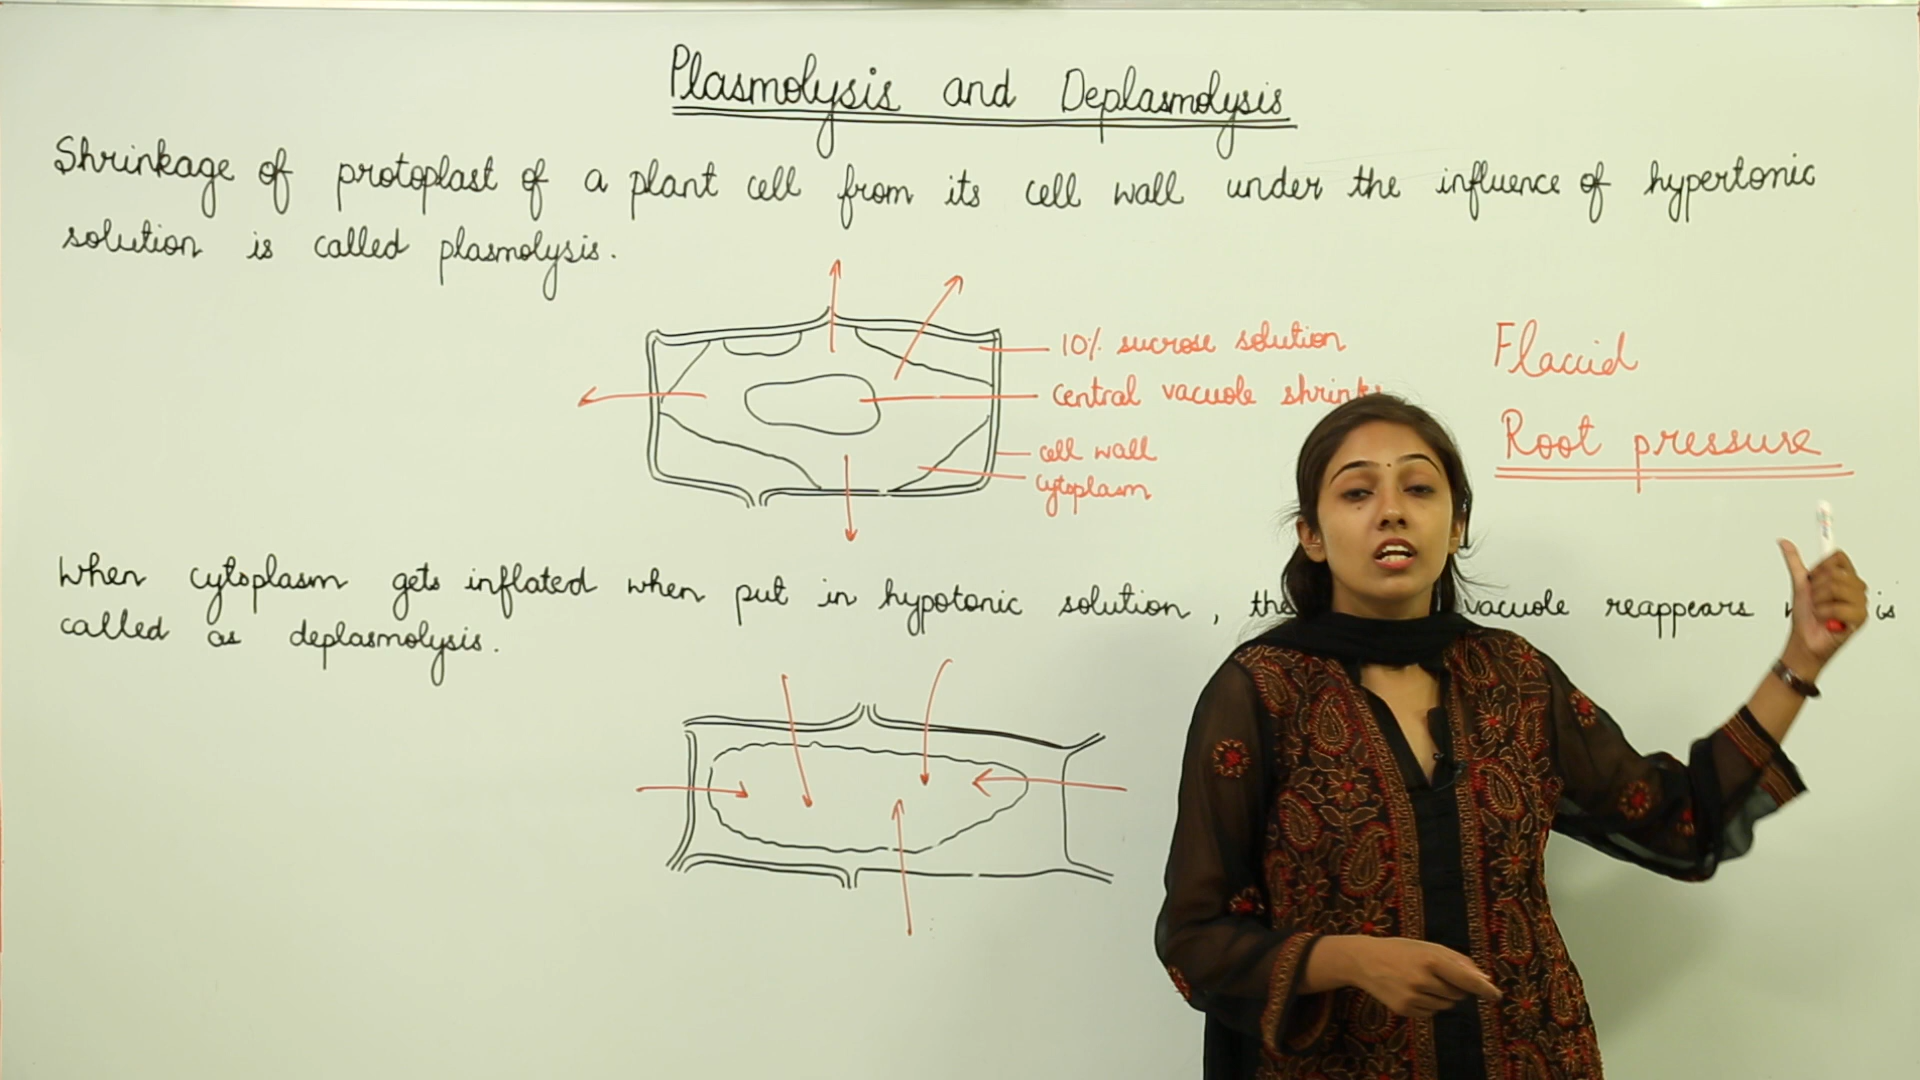 Plasmolysis and Deplasmolysis
Shrinkage of protoplast of a plant cell from its cell wall under the influence of hypertonic
solution is called plasmolysis.
10% sucrose solution
central vacuole shrinks
cell wall
cytoplasm
Flaccid
Root pressure
When cytoplasm gets inflated when put in hypotonic solution, the vacuole reappears is
called as deplasmolysis.